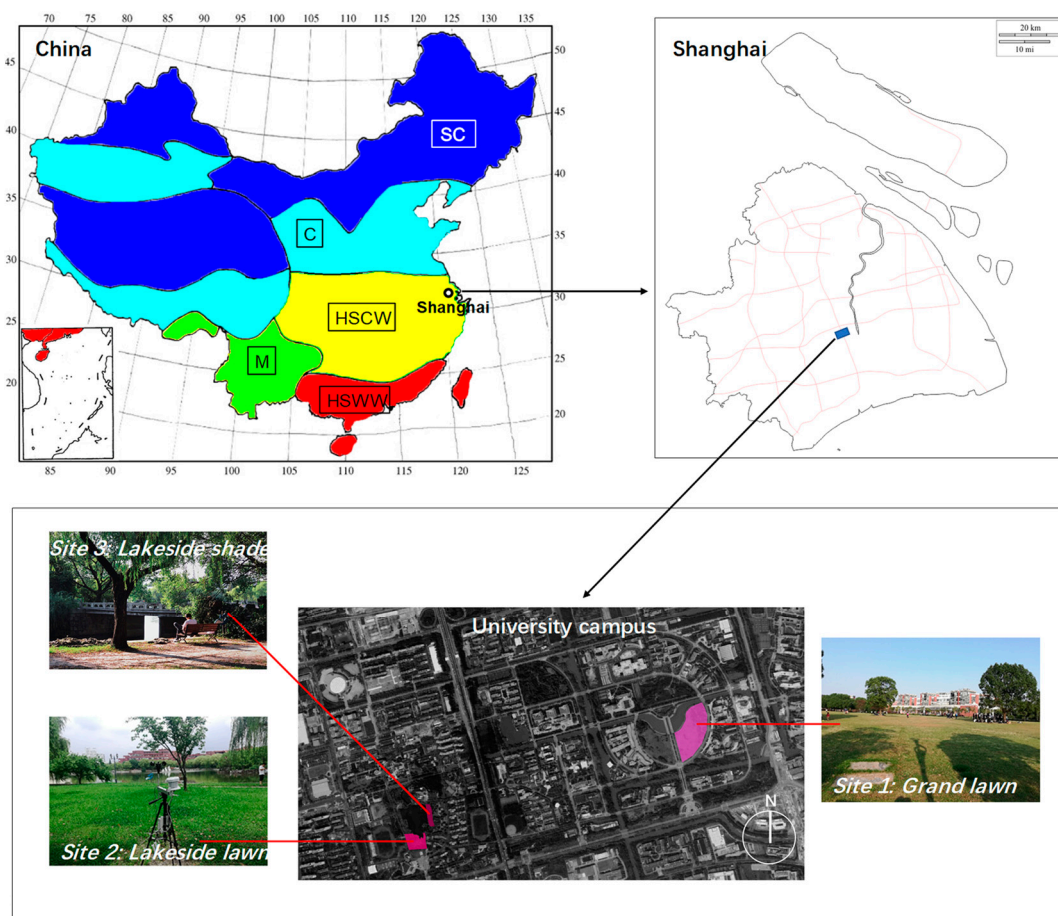 70 80 90 100 105 110 115 120 125 130 135
China
50
45
40
35
30
25
20
45
40
35
30
25
20
85 90 95 100 105 110 115 120 125
SC
C
HSCW
M
HSWW
Shanghai
Shanghai
20 km
10 mi
Site 3: Lakeside shade
Site 2: Lakeside lawn
University campus
N
Site 1: Grand lawn